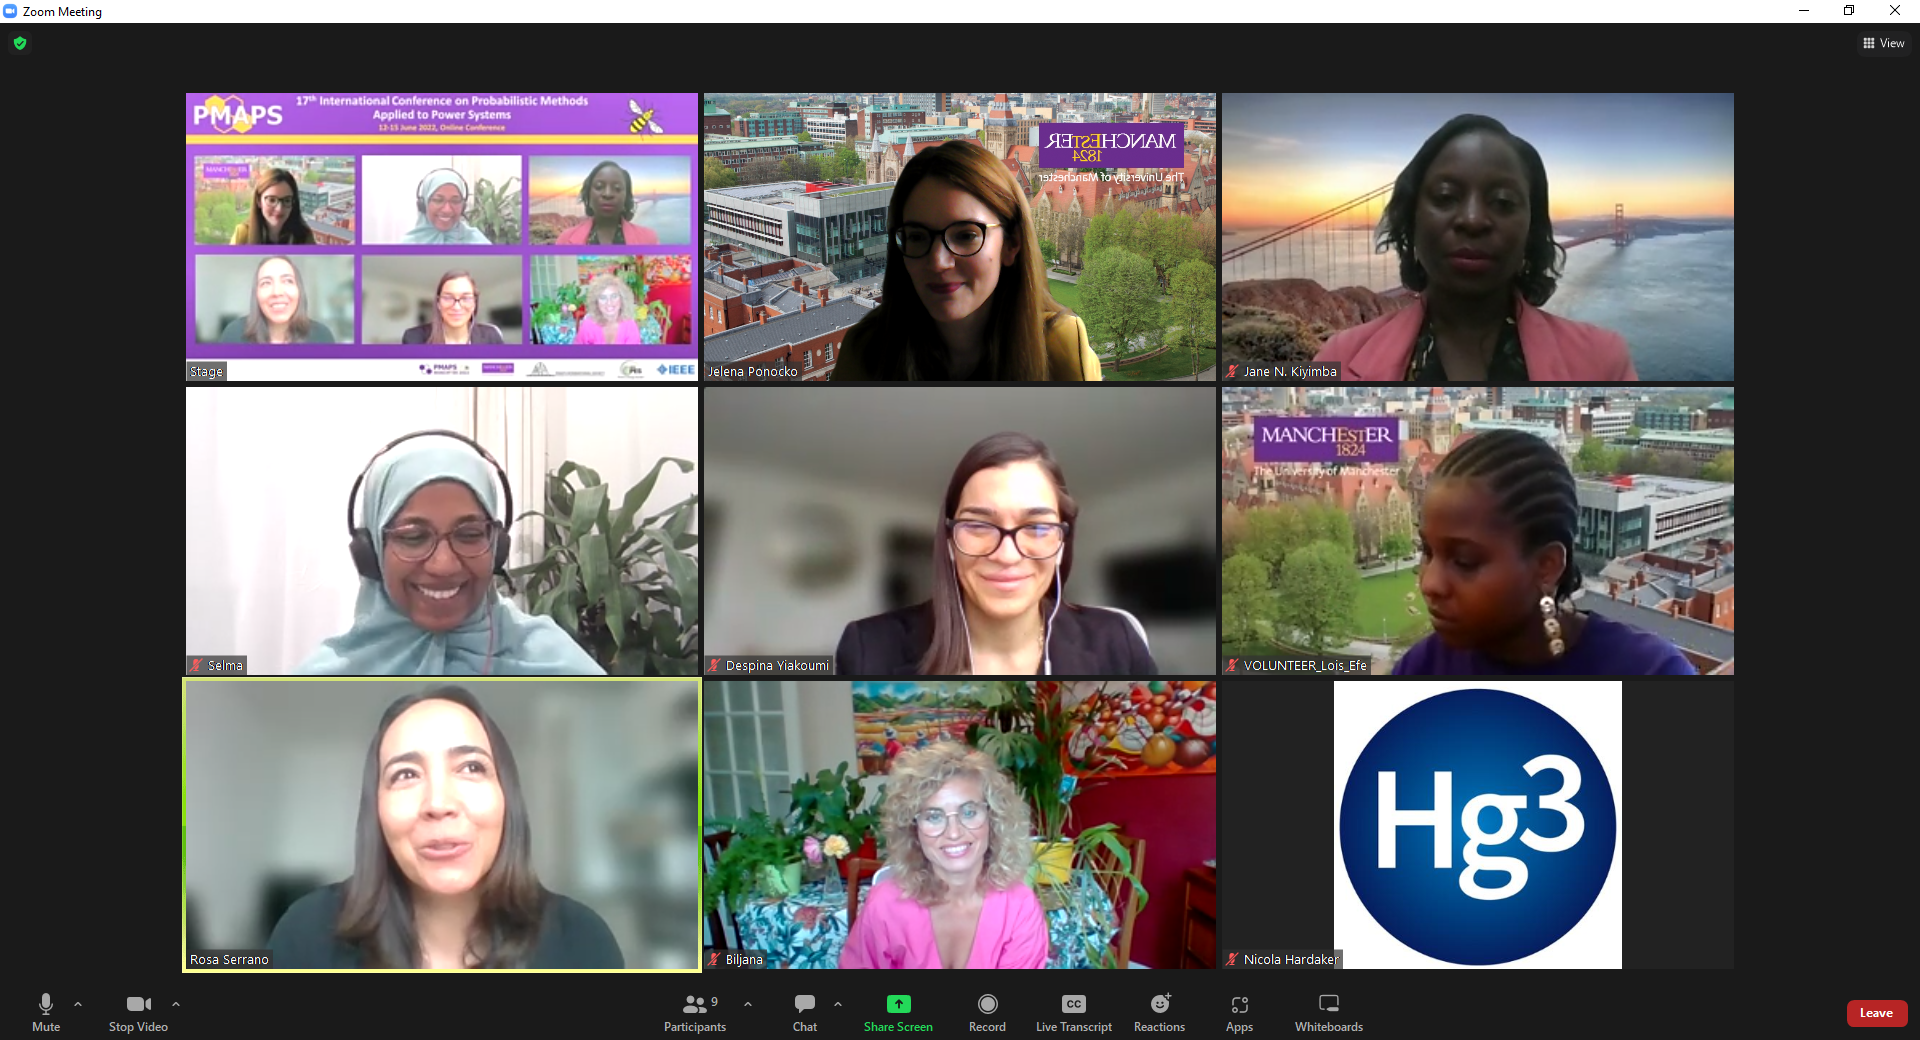 Zoom Meeting
View
PMAPS
17th International Conference on Probabilistic Methods
Applied to Power Systems
12-15 June 2022, Online Conference
MANCHESTER
PMAPS
IEEE
Stage
MANCHESTER
1824
The University of Manchester
Jelena Ponocko
Jane N. Kiyimba
Selma
Despina Yiakoumi
MANCHESTER
1824
The University of Manchester
VOLUNTEER_Lois_Efe
Rosa Serrano
Biljana
Hg3
Nicola Hardaker
Mute
Stop Video
9
Participants
Chat
Share Screen
Record
CC
Live Transcript
Reactions
Apps
Whiteboards
Leave